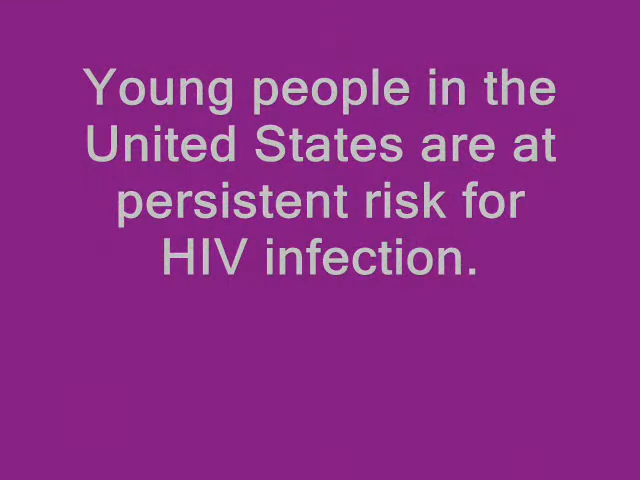 Young people in the
United States are at
persistent risk for
HIV infection.